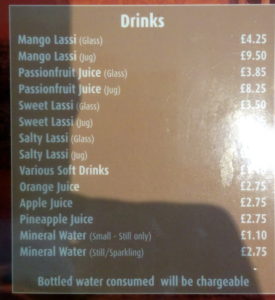 Drinks
Mango Lassi (Glass) £4.25
Mango Lassi (Jug) £9.50
Passionfruit Juice (Glass) £3.85
Passionfruit Juice (Jug) £8.25
Sweet Lassi (Glass) £3.50
Sweet Lassi (Jug)
Salty Lassi (Glass)
Salty Lassi (Jug)
Various Soft Drinks
Orange Juice £2.75
Apple Juice £2.75
Pineapple Juice £2.75
Mineral Water (Small - Still only) £1.10
Mineral Water (Still/Sparkling) £2.75
Bottled water consumed will be chargeable